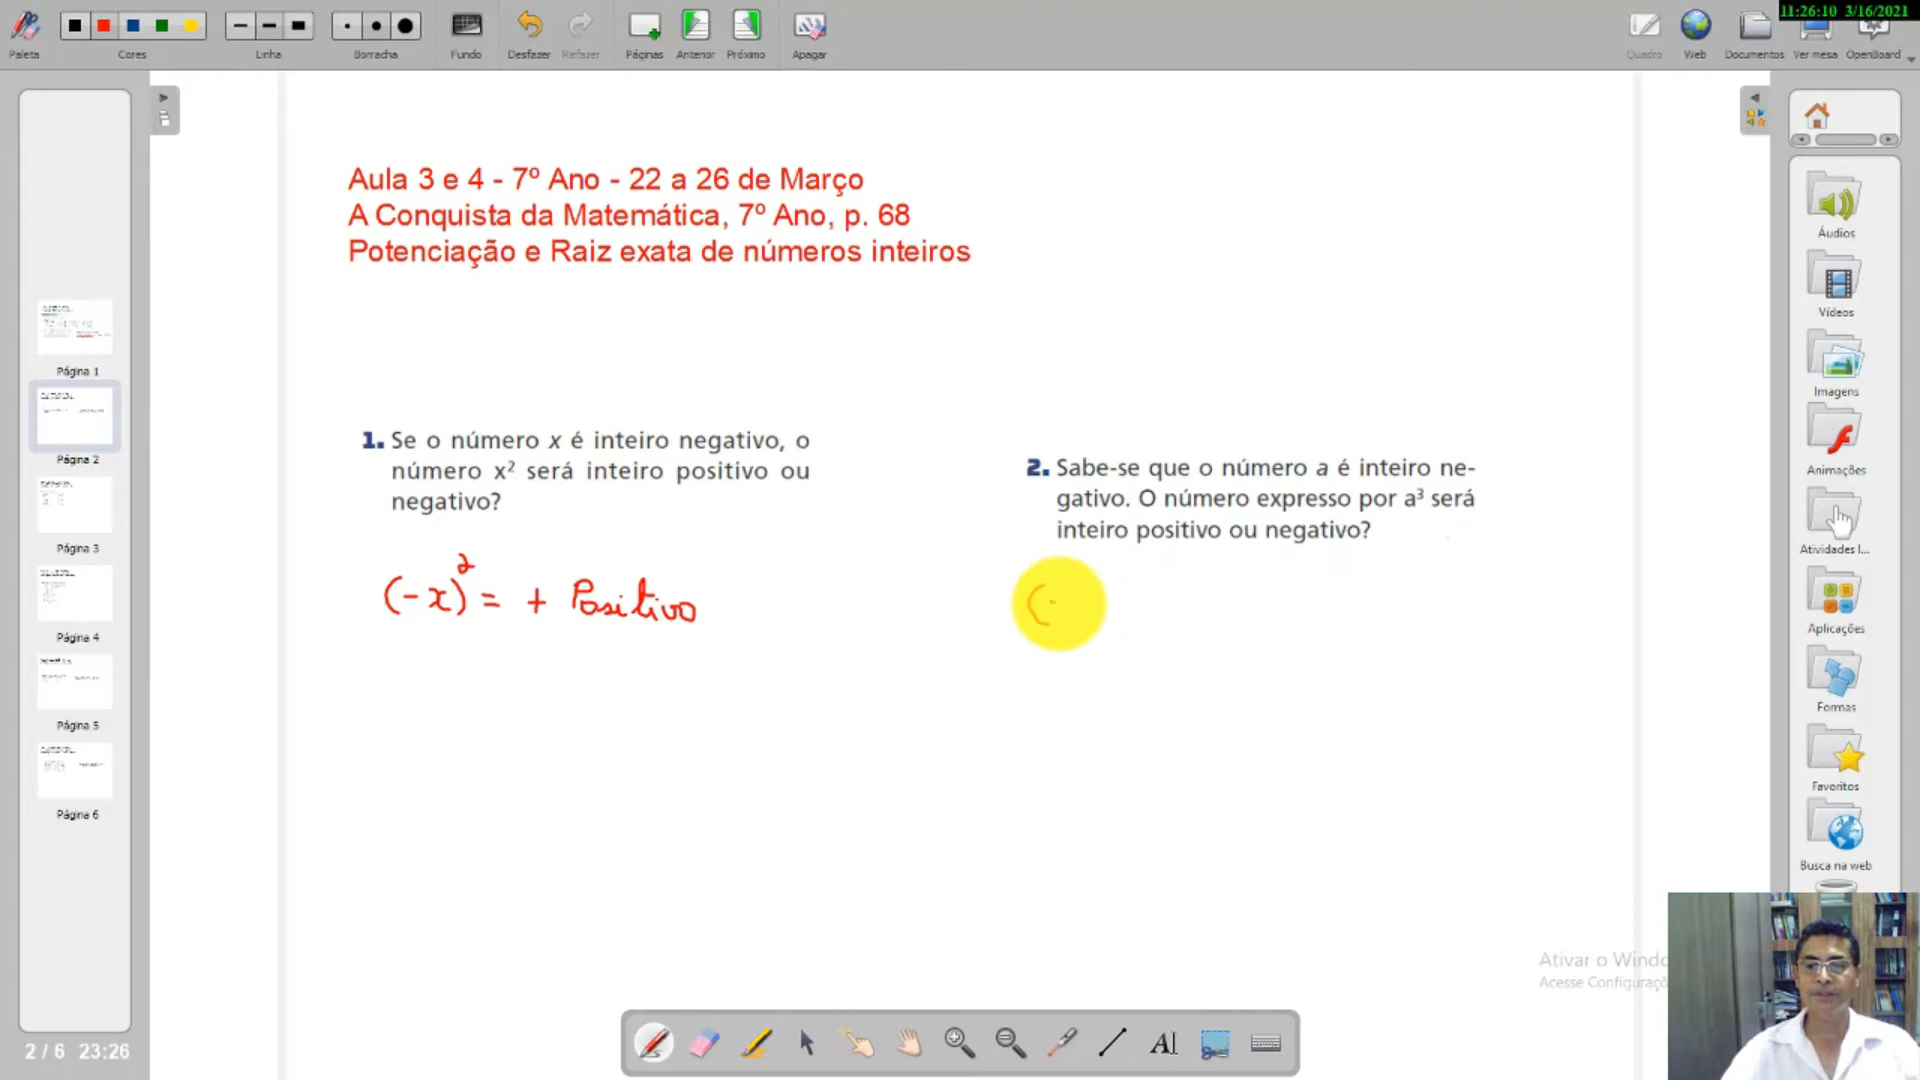 11:26:10 3/16/2021
Paleta
Cores
Linha
Borracha
Fundo
Desfazer
Refazer
Páginas
Anterior
Próximo
Apagar
Quadro
Web
Documentos
Ver mesa
OpenBoard
Aula 3 e 4 - 7º Ano - 22 a 26 de Março
A Conquista da Matemática, 7º Ano, p. 68
Potenciação e Raiz exata de números inteiros
1. Se o número x é inteiro negativo, o
número x² será inteiro positivo ou
negativo?
(-x)² = + Positivo
2. Sabe-se que o número a é inteiro ne-
gativo. O número expresso por a³ será
inteiro positivo ou negativo?
(-
Página 1
Página 2
Página 3
Página 4
Página 5
Página 6
2 / 6 23:26
Áudios
Vídeos
Imagens
Animações
Atividades I...
Aplicações
Formas
Favoritos
Busca na web
Ativar o Windo
Acesse Configuraçõ